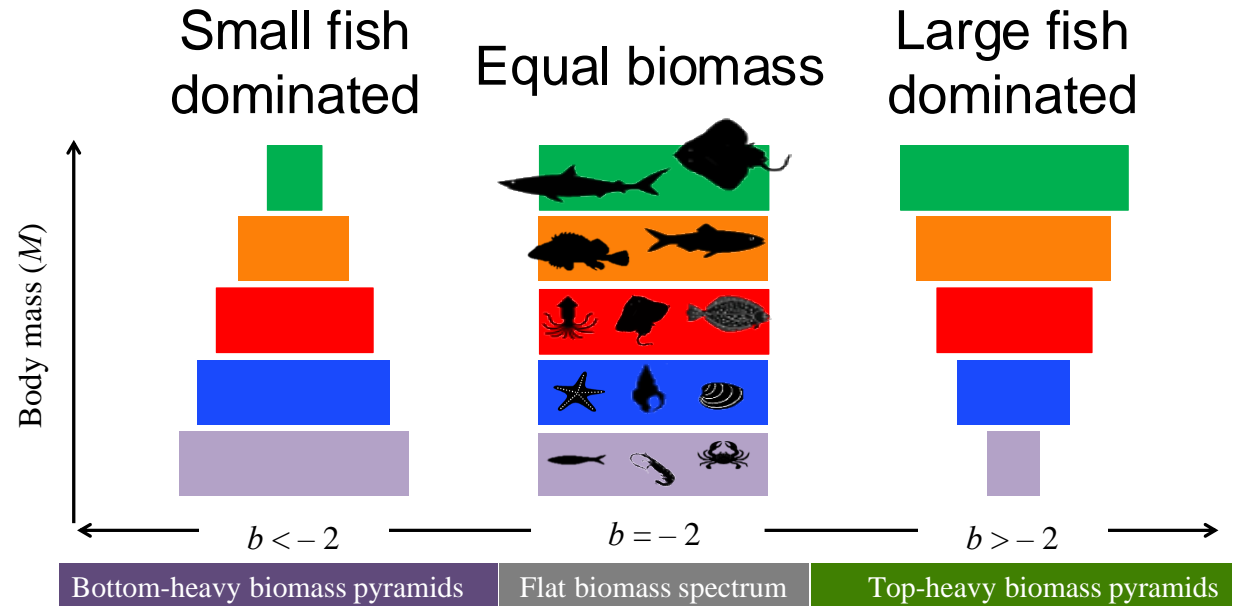 Small fish
dominated
Equal biomass
Large fish
dominated
Body mass (M)
b < – 2
b = – 2
b > – 2
Bottom-heavy biomass pyramids
Flat biomass spectrum
Top-heavy biomass pyramids